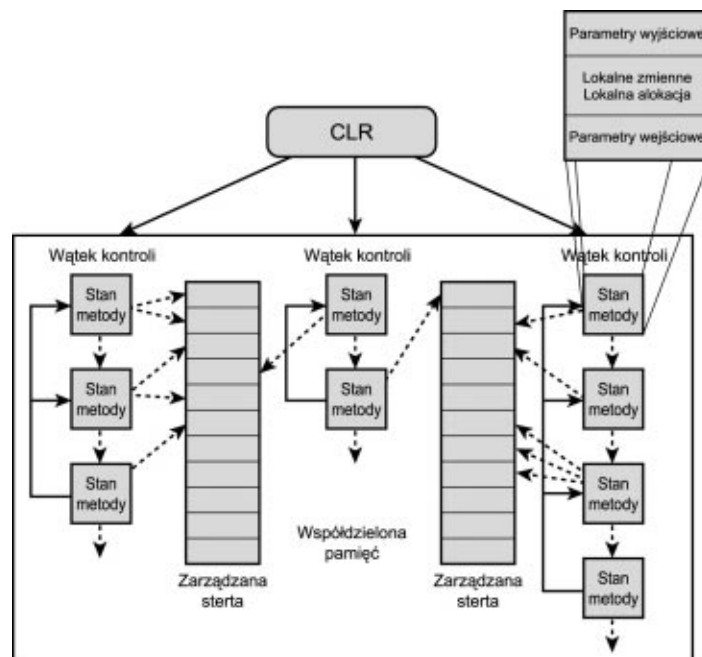 Parametry wyjściowe
Lokalne zmienne
Lokalna alokacja
Parametry wejściowe
CLR
Wątek kontroli
Wątek kontroli
Wątek kontroli
Stan
metody
Stan
metody
Stan
metody
Stan
metody
Stan
metody
Stan
metody
Stan
metody
Stan
metody
Stan
metody
Współdzielona
pamięć
Zarządzana
sterta
Zarządzana
sterta